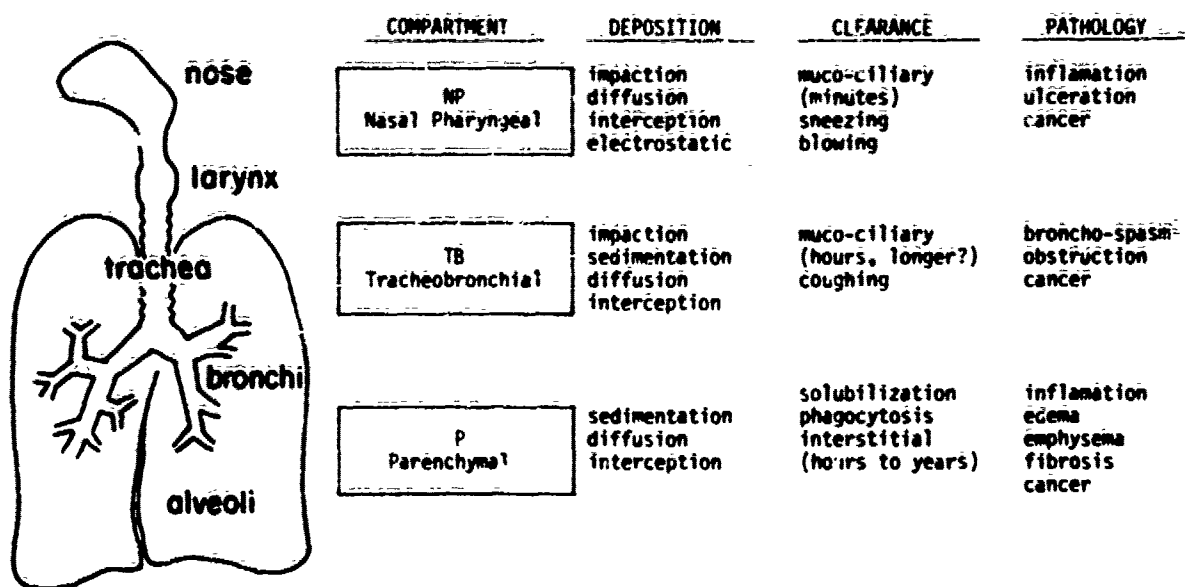 COMPARTMENT DEPOSITION CLEARANCE PATHOLOGY
nose
larynx
trachea
bronchi
alveoli
NP
Nasal Pharyngeal
impaction
diffusion
interception
electrostatic
muco-ciliary
(minutes)
sneezing
blowing
inflamation
ulceration
cancer
TB
Tracheobronchial
impaction
sedimentation
diffusion
interception
muco-ciliary
(hours, longer?)
coughing
broncho-spasm
obstruction
cancer
P
Parenchymal
sedimentation
diffusion
interception
solubilization
phagocytosis
interstitial
(hours to years)
inflamation
edema
emphysema
fibrosis
cancer